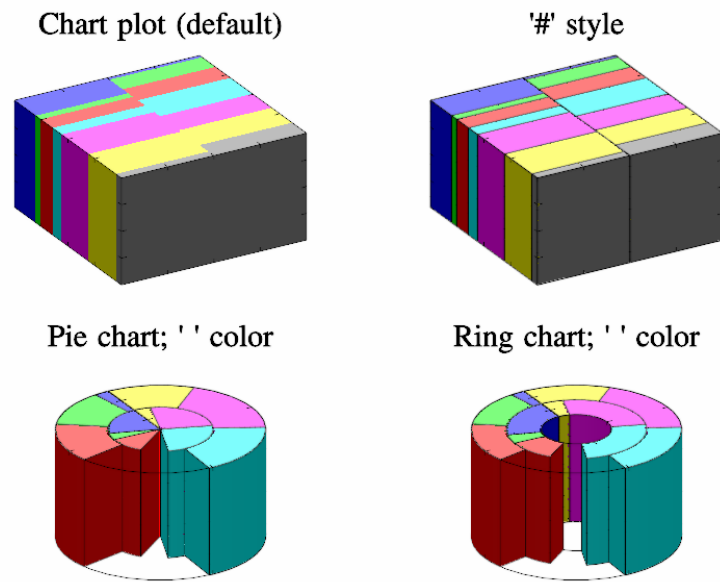 Chart plot (default)
'#' style
Pie chart; ' ' color
Ring chart; ' ' color